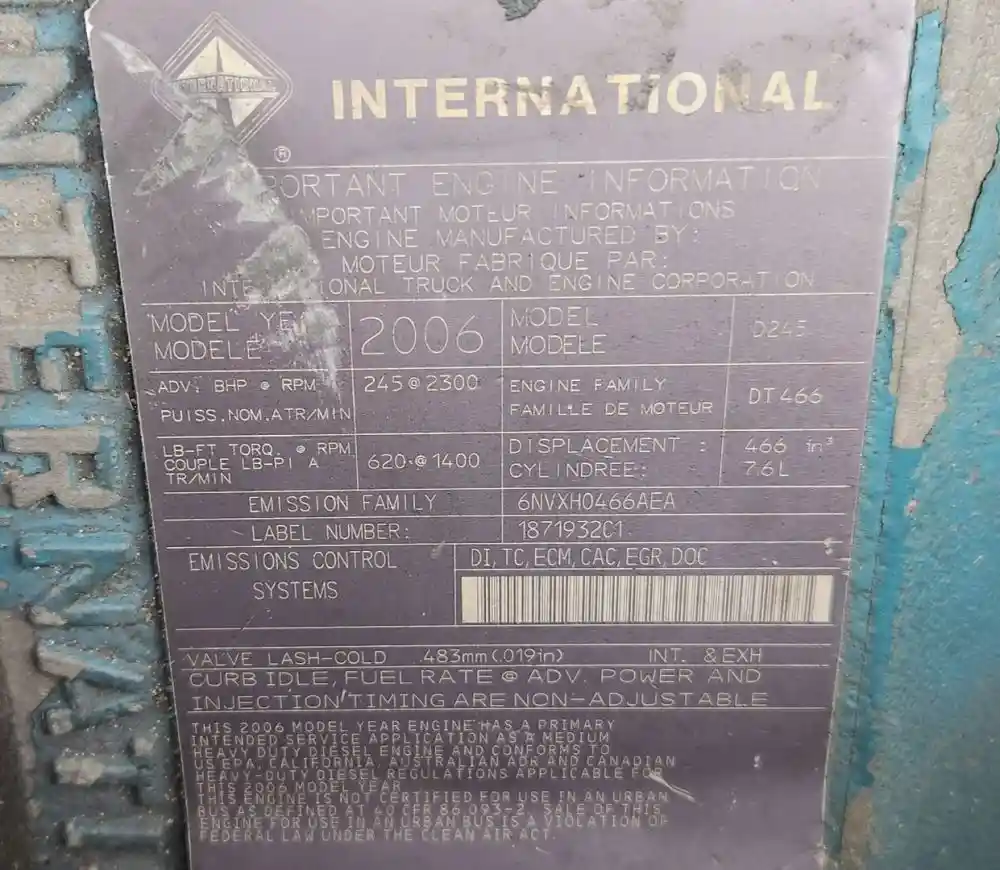 INTERNATIONAL
INTERNATIONAL
®
IMPORTANT ENGINE INFORMATION
IMPORTANT MOTEUR INFORMATIONS
ENGINE MANUFACTURED BY:
MOTEUR FABRIQUE PAR:
INTERNATIONAL TRUCK AND ENGINE CORPORATION
MODEL YEAR
MODELE
2006
MODEL
MODELE
D245
ADV. BHP @ RPM
PUISS.NOM.ATR/MIN
245 @ 2300
ENGINE FAMILY
FAMILLE DE MOTEUR
DT 466
LB-FT TORQ. @ RPM
COUPLE LB-PI A
TR/MIN
620 @ 1400
DISPLACEMENT :
CYLINDREE:
466 in³
7.6L
EMISSION FAMILY
6NVXH0466AEA
LABEL NUMBER:
1871932C1
EMISSIONS CONTROL
SYSTEMS
DI, TC, ECM, CAC, EGR, DOC
VALVE LASH-COLD .483mm (.019in) INT. & EXH
CURB IDLE, FUEL RATE @ ADV. POWER AND
INJECTION TIMING ARE NON-ADJUSTABLE
THIS 2006 MODEL YEAR ENGINE HAS A PRIMARY
INTENDED SERVICE APPLICATION AS A MEDIUM
HEAVY-DUTY DIESEL ENGINE AND CONFORMS TO
US EPA, CALIFORNIA, AUSTRALIAN ADR AND CANADIAN
HEAVY-DUTY DIESEL REGULATIONS APPLICABLE FOR
THIS 2006 MODEL YEAR.
THIS ENGINE IS NOT CERTIFIED FOR USE IN AN URBAN
BUS AS DEFINED AT 40 CFR 86.093-2. SALE OF THIS
ENGINE FOR USE IN AN URBAN BUS IS A VIOLATION OF
FEDERAL LAW UNDER THE CLEAN AIR ACT.